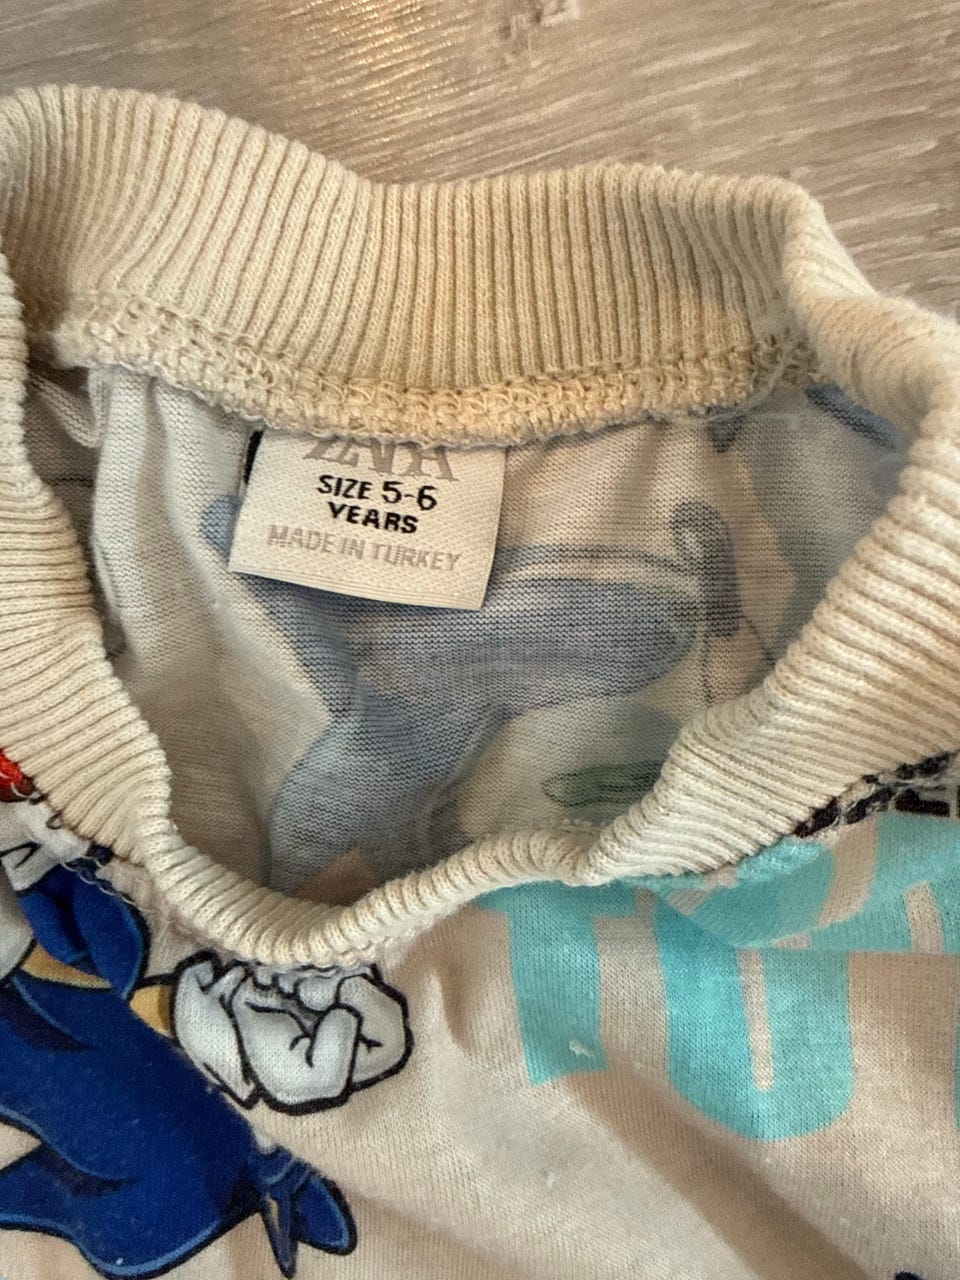 ZARA
SIZE 5-6
YEARS
MADE IN TURKEY